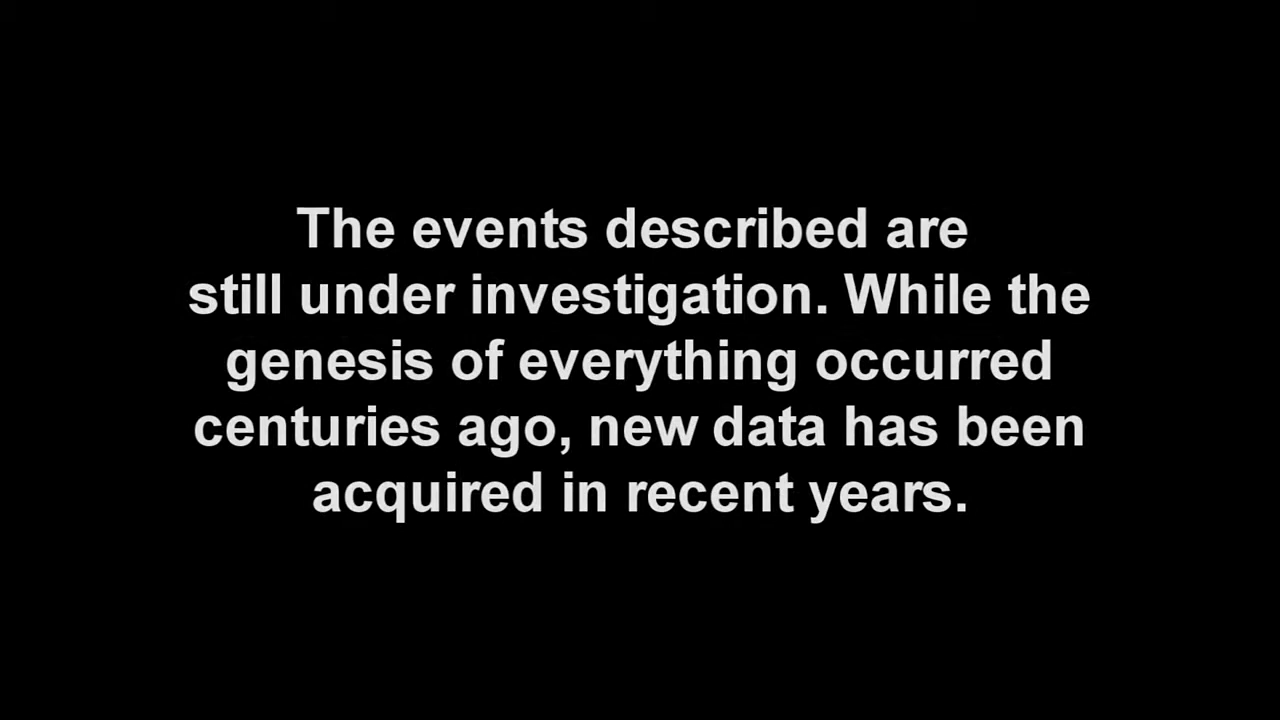 The events described are
still under investigation. While the
genesis of everything occurred
centuries ago, new data has been
acquired in recent years.